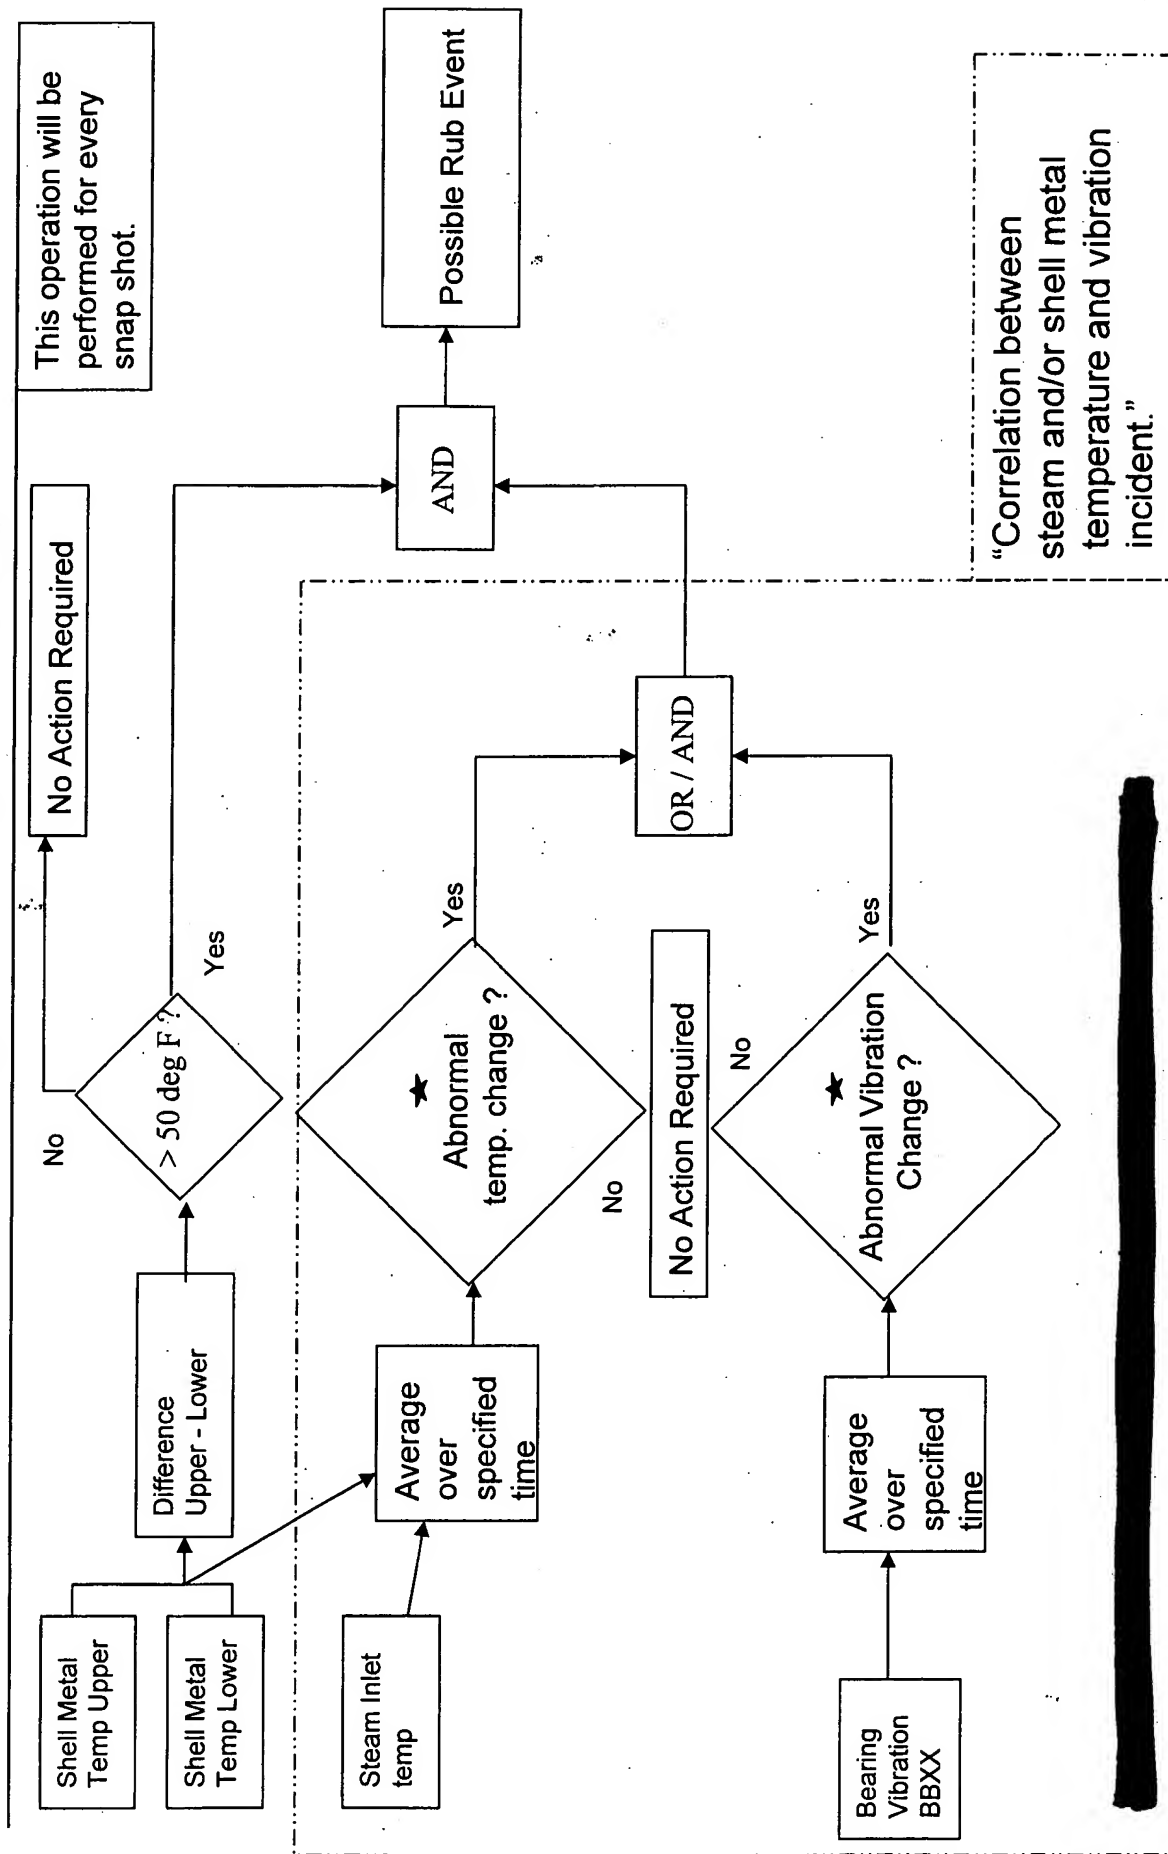 This operation will be
performed for every
snap shot.
No Action Required
No
> 50 deg F ?
Yes
Shell Metal
Temp Upper
Shell Metal
Temp Lower
Difference
Upper - Lower
AND
Possible Rub Event
Steam Inlet
temp
Average
over
specified
time
Abnormal
temp. change ?
Yes
No
OR / AND
No Action Required
No
Bearing
Vibration
BBXX
Average
over
specified
time
Abnormal Vibration
Change ?
Yes
“Correlation between
steam and/or shell metal
temperature and vibration
incident.”